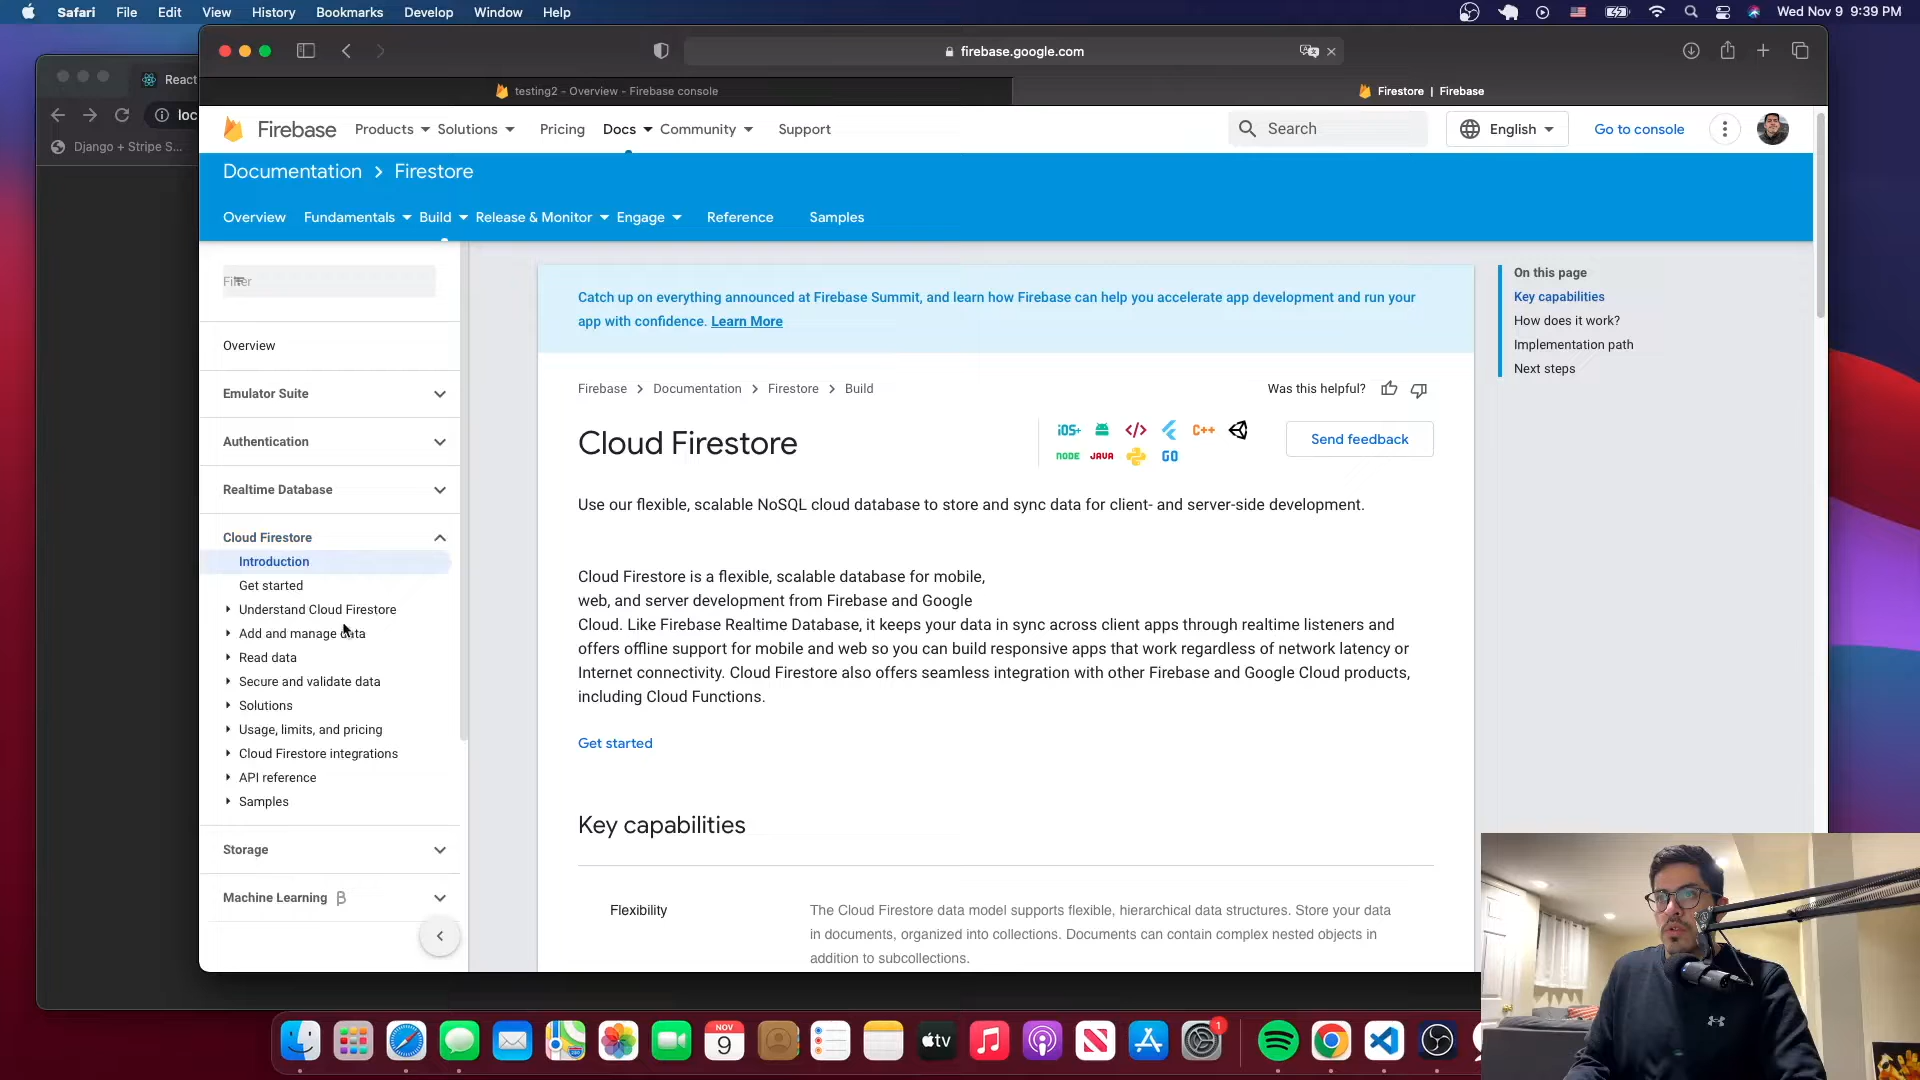 Safari File Edit View History Bookmarks Develop Window Help
Wed Nov 9 9:39 PM
firebase.google.com
React
testing2 - Overview - Firebase console
Firestore | Firebase
loc
Django + Stripe S...
Firebase Products Solutions Pricing Docs Community Support
Search
English
Go to console
Documentation > Firestore
Overview Fundamentals Build Release & Monitor Engage Reference Samples
Filter
Overview
Emulator Suite
Authentication
Realtime Database
Cloud Firestore
Introduction
Get started
Understand Cloud Firestore
Add and manage data
Read data
Secure and validate data
Solutions
Usage, limits, and pricing
Cloud Firestore integrations
API reference
Samples
Storage
Machine Learning β
Catch up on everything announced at Firebase Summit, and learn how Firebase can help you accelerate app development and run your
app with confidence. Learn More
Firebase > Documentation > Firestore > Build
Was this helpful?
Cloud Firestore
iOS+ </> C++
NODE JAVA GO
Send feedback
Use our flexible, scalable NoSQL cloud database to store and sync data for client- and server-side development.
Cloud Firestore is a flexible, scalable database for mobile,
web, and server development from Firebase and Google
Cloud. Like Firebase Realtime Database, it keeps your data in sync across client apps through realtime listeners and
offers offline support for mobile and web so you can build responsive apps that work regardless of network latency or
Internet connectivity. Cloud Firestore also offers seamless integration with other Firebase and Google Cloud products,
including Cloud Functions.
Get started
Key capabilities
Flexibility
The Cloud Firestore data model supports flexible, hierarchical data structures. Store your data
in documents, organized into collections. Documents can contain complex nested objects in
addition to subcollections.
On this page
Key capabilities
How does it work?
Implementation path
Next steps
NOV
9
tv
1